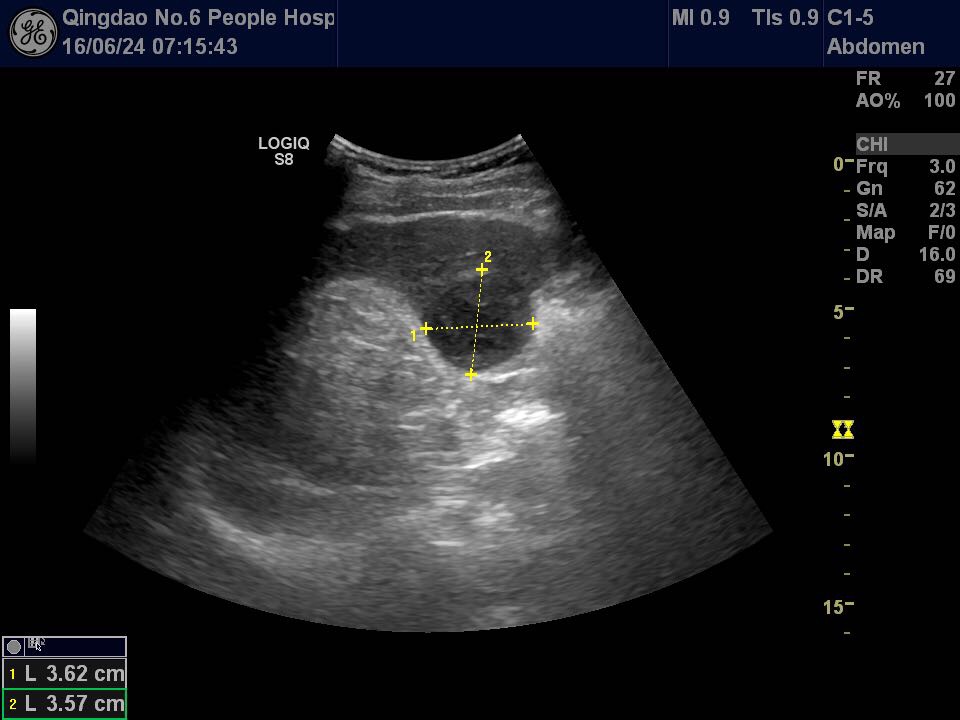 GE
Qingdao No.6 People Hosp
16/06/24 07:15:43
MI 0.9 TIs 0.9
C1-5
Abdomen
FR 27
AO% 100
LOGIQ
S8
CHI
Frq 3.0
Gn 62
S/A 2/3
Map F/0
D 16.0
DR 69
0
5
10
15
2
1
1 L 3.62 cm
2 L 3.57 cm